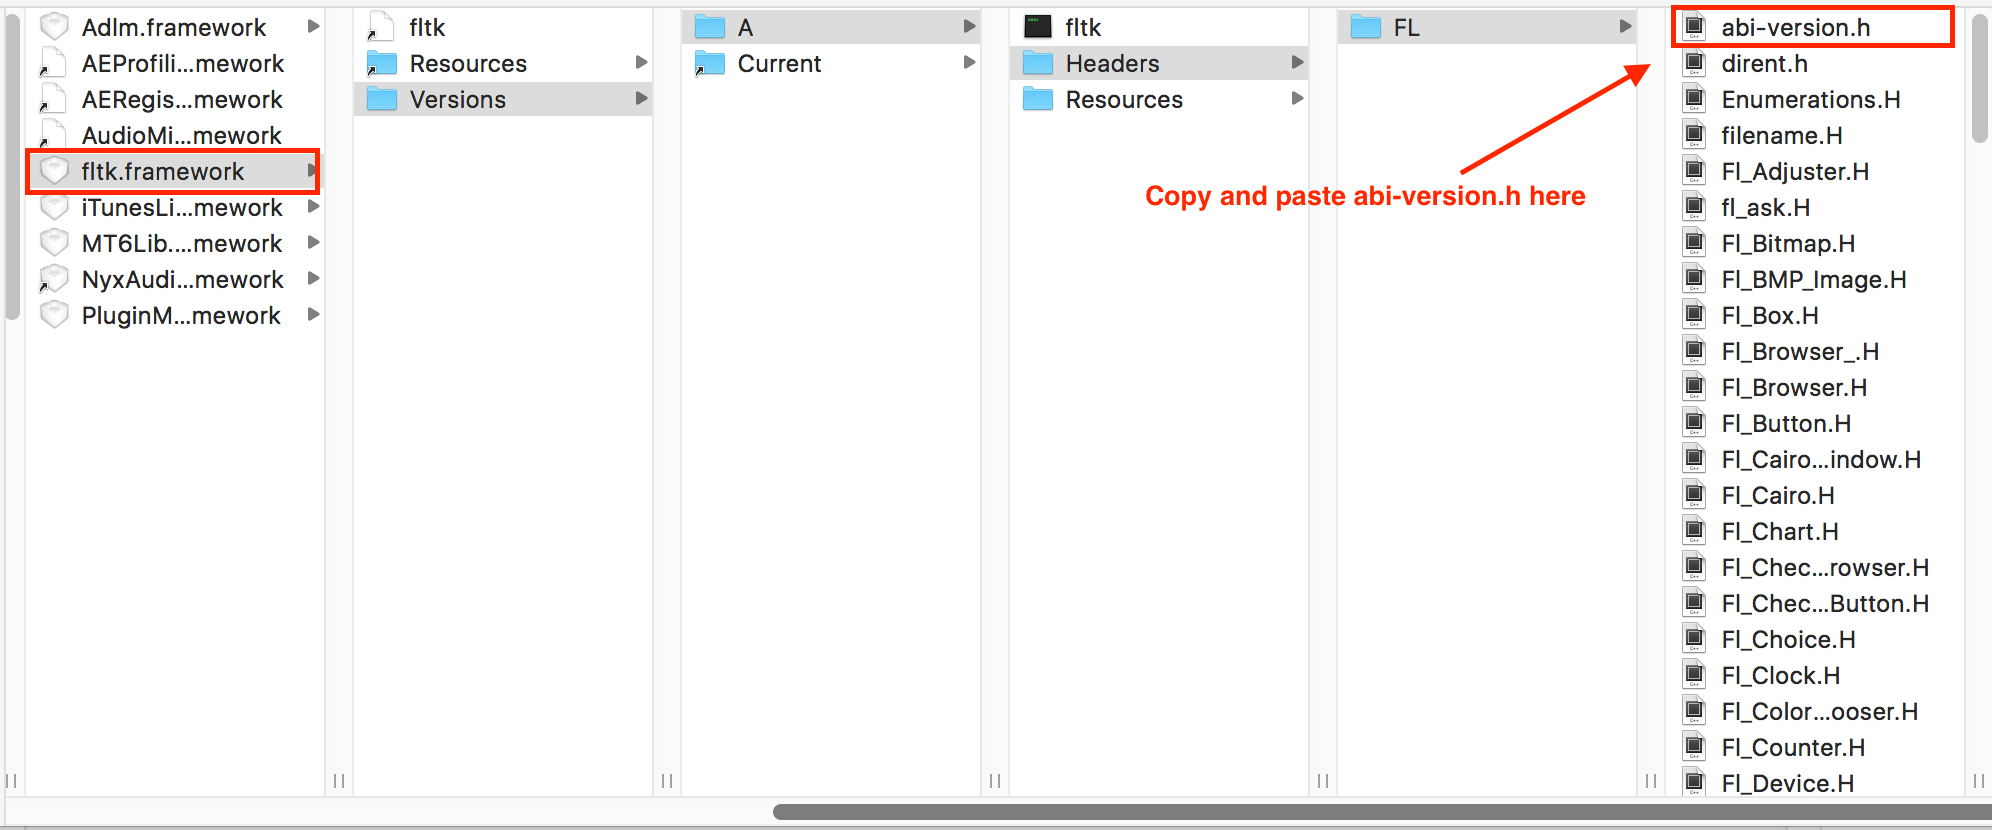 Adlm.framework
AEProfili...mework
AERegis...mework
AudioMi...mework
fltk.framework
iTunesLi...mework
MT6Lib....mework
NyxAudi...mework
PluginM...mework
fltk
Resources
Versions
A
Current
fltk
Headers
Resources
FL
Copy and paste abi-version.h here
abi-version.h
dirent.h
Enumerations.H
filename.H
Fl_Adjuster.H
fl_ask.H
Fl_Bitmap.H
Fl_BMP_Image.H
Fl_Box.H
Fl_Browser_.H
Fl_Browser.H
Fl_Button.H
Fl_Cairo...indow.H
Fl_Cairo.H
Fl_Chart.H
Fl_Chec...rowser.H
Fl_Chec...Button.H
Fl_Choice.H
Fl_Clock.H
Fl_Color...ooser.H
Fl_Counter.H
Fl_Device.H